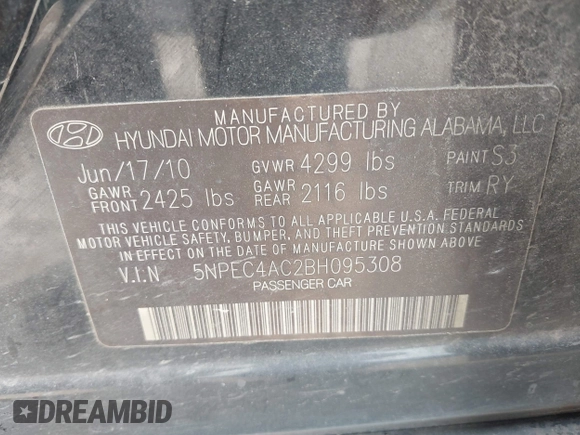 MANUFACTURED BY
HYUNDAI MOTOR MANUFACTURING ALABAMA, LLC
Jun/17/10 GVWR 4299 lbs PAINT S3
GAWR FRONT 2425 lbs GAWR REAR 2116 lbs TRIM RY
THIS VEHICLE CONFORMS TO ALL APPLICABLE U.S.A. FEDERAL
MOTOR VEHICLE SAFETY, BUMPER, AND THEFT PREVENTION STANDARDS
IN EFFECT ON THE DATE OF MANUFACTURE SHOWN ABOVE.
V.I.N 5NPEC4AC2BH095308
PASSENGER CAR
DREAMBID